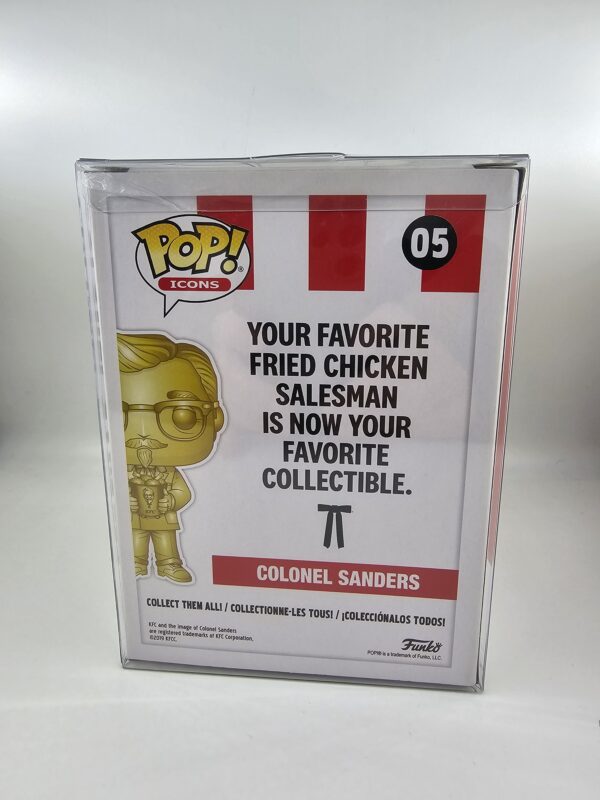 POP!®
ICONS
05
YOUR FAVORITE
FRIED CHICKEN
SALESMAN
IS NOW YOUR
FAVORITE
COLLECTIBLE.
COLONEL SANDERS
COLLECT THEM ALL! / COLLECTIONNE-LES TOUS! / ¡COLECCIÓNALOS TODOS!
KFC and the image of Colonel Sanders
are registered trademarks of KFC Corporation.
©2019 KFCC.
Funko
POP!® is a trademark of Funko, LLC.